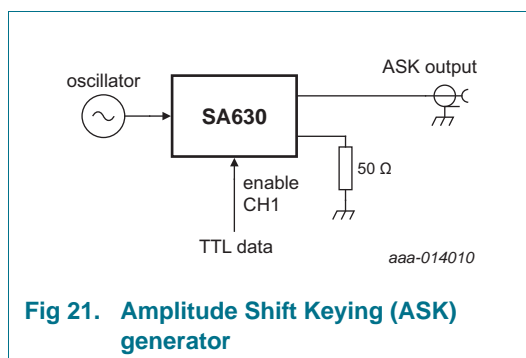 oscillator
ASK output
SA630
50 Ω
enable
CH1
TTL data
aaa-014010
Fig 21. Amplitude Shift Keying (ASK)
generator